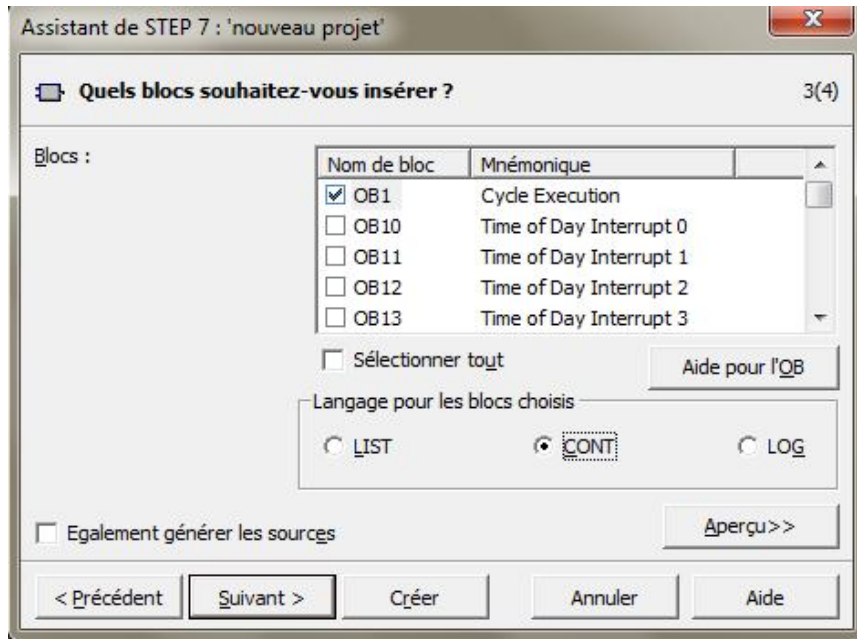 Assistant de STEP 7 : 'nouveau projet'
Quels blocs souhaitez-vous insérer ? 3(4)
Blocs :
Nom de bloc Mnémonique
OB1 Cycle Execution
OB10 Time of Day Interrupt 0
OB11 Time of Day Interrupt 1
OB12 Time of Day Interrupt 2
OB13 Time of Day Interrupt 3
Sélectionner tout
Aide pour l'OB
Langage pour les blocs choisis
LIST CONT LOG
Egalement générer les sources
Aperçu>>
< Précédent Suivant > Créer Annuler Aide